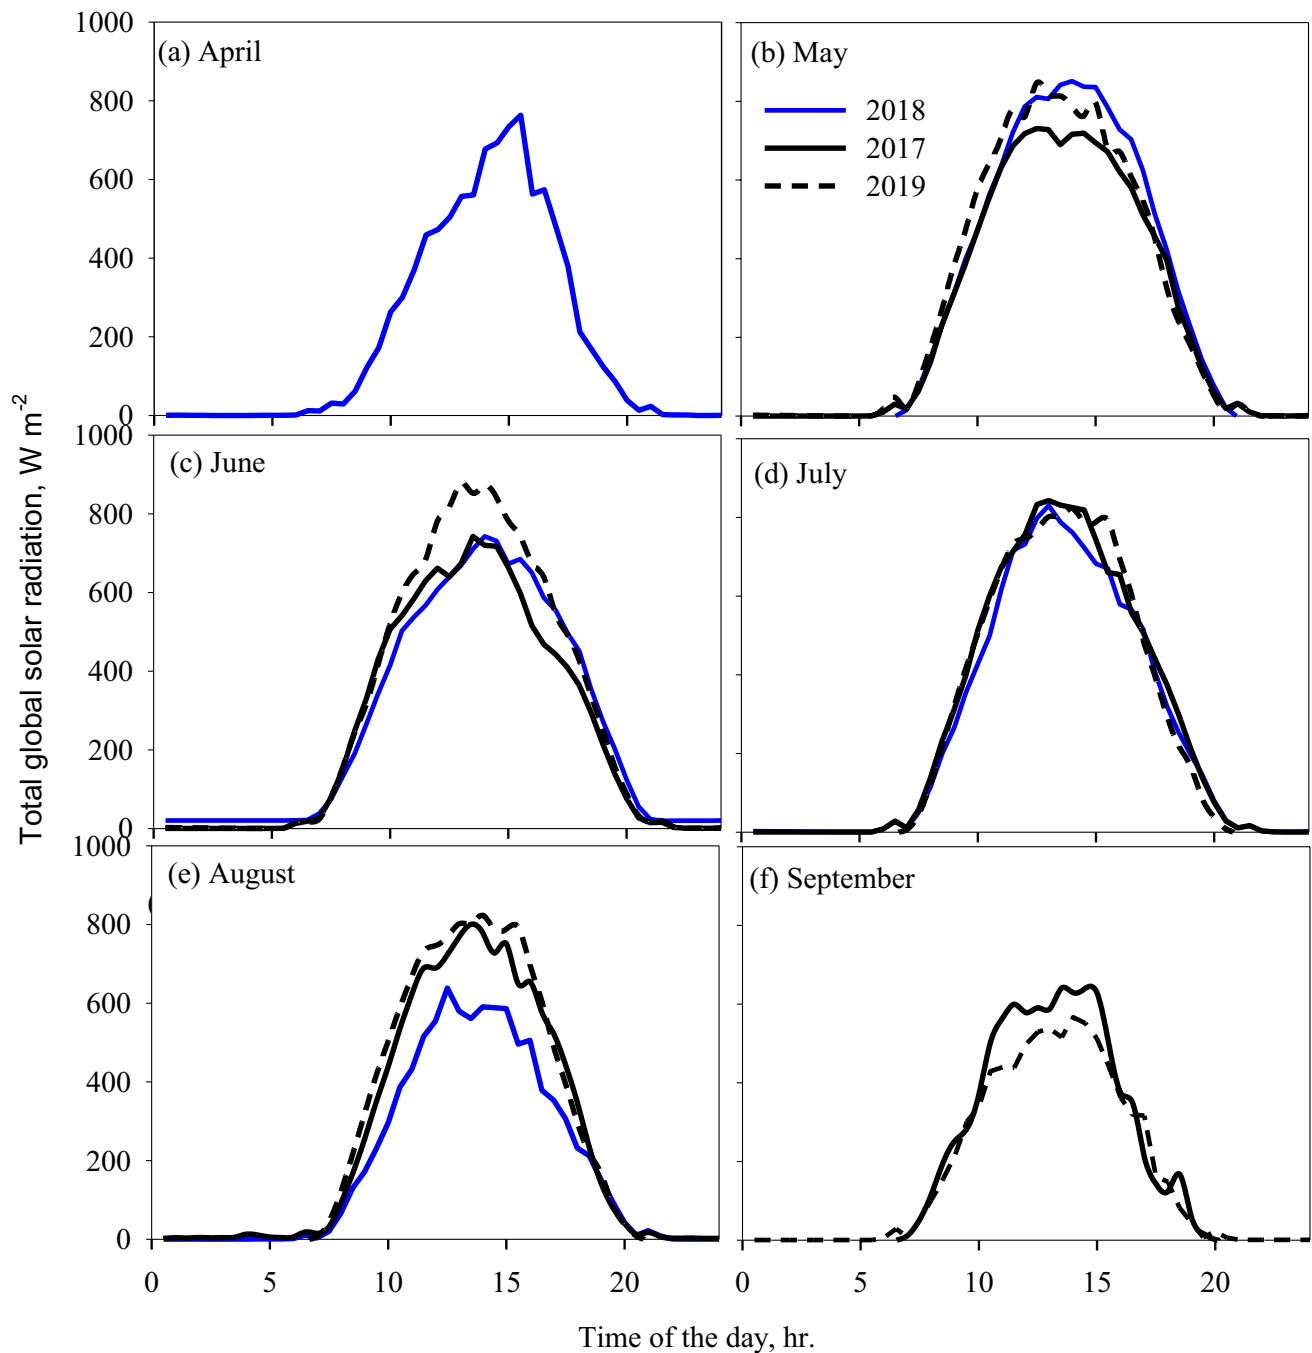 (a) April
(b) May
2018
2017
2019
1000
800
600
400
200
0
(c) June
(d) July
1000
800
600
400
200
0
(e) August
(f) September
1000
800
600
400
200
0
0 5 10 15 20
0 5 10 15 20
Time of the day, hr.
Total global solar radiation, W m-2